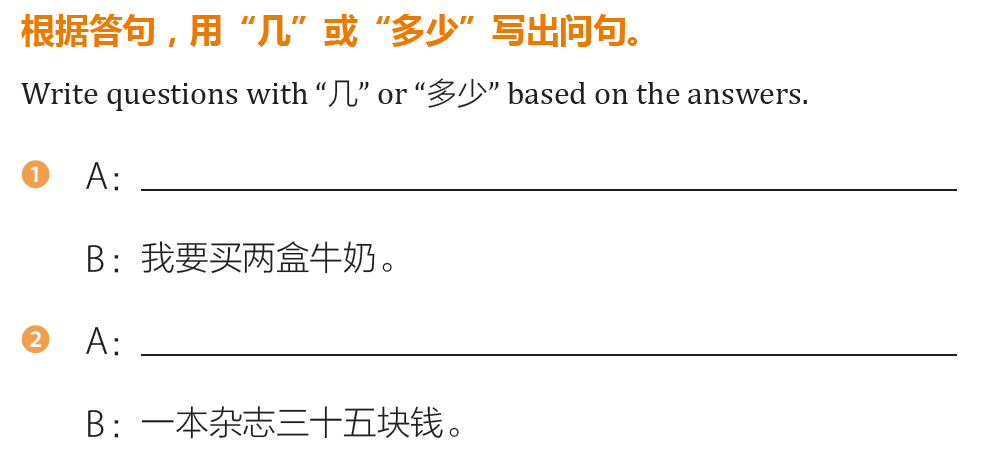 根据答句，用“几”或“多少”写出问句。
Write questions with “几” or “多少” based on the answers.
1 A:
B: 我要买两盒牛奶。
2 A:
B: 一本杂志三十五块钱。